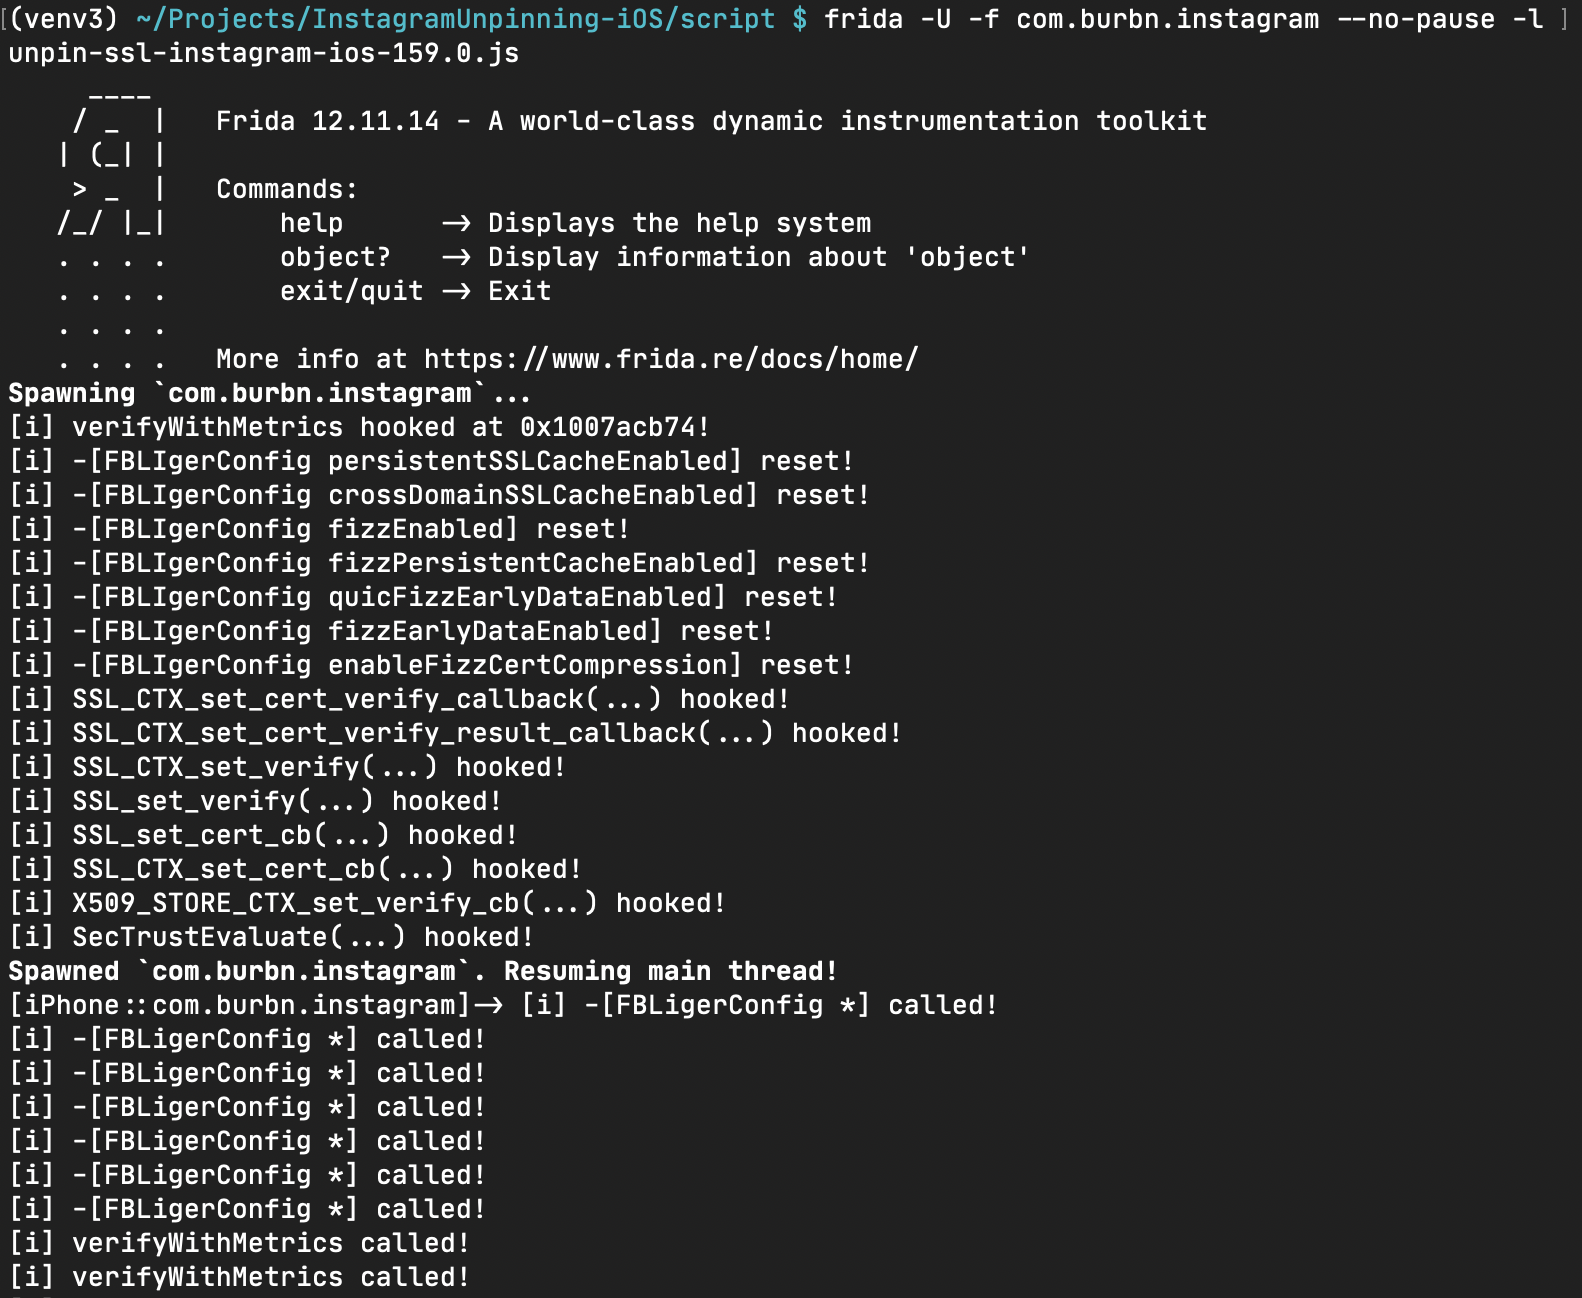 (venv3) ~/Projects/InstagramUnpinning-iOS/script $ frida -U -f com.burbn.instagram --no-pause -l
unpin-ssl-instagram-ios-159.0.js
     ____
    / _  |   Frida 12.11.14 - A world-class dynamic instrumentation toolkit
   | (_| |
    > _  |   Commands:
   /_/ |_|       help      -> Displays the help system
   . . . .       object?   -> Display information about 'object'
   . . . .       exit/quit -> Exit
   . . . .
   . . . .   More info at https://www.frida.re/docs/home/
Spawning `com.burbn.instagram`...
[i] verifyWithMetrics hooked at 0x1007acb74!
[i] -[FBLIgerConfig persistentSSLCacheEnabled] reset!
[i] -[FBLIgerConfig crossDomainSSLCacheEnabled] reset!
[i] -[FBLIgerConfig fizzEnabled] reset!
[i] -[FBLIgerConfig fizzPersistentCacheEnabled] reset!
[i] -[FBLIgerConfig quicFizzEarlyDataEnabled] reset!
[i] -[FBLIgerConfig fizzEarlyDataEnabled] reset!
[i] -[FBLIgerConfig enableFizzCertCompression] reset!
[i] SSL_CTX_set_cert_verify_callback(...) hooked!
[i] SSL_CTX_set_cert_verify_result_callback(...) hooked!
[i] SSL_CTX_set_verify(...) hooked!
[i] SSL_set_verify(...) hooked!
[i] SSL_set_cert_cb(...) hooked!
[i] SSL_CTX_set_cert_cb(...) hooked!
[i] X509_STORE_CTX_set_verify_cb(...) hooked!
[i] SecTrustEvaluate(...) hooked!
Spawned `com.burbn.instagram`. Resuming main thread!
[iPhone::com.burbn.instagram]-> [i] -[FBLigerConfig *] called!
[i] -[FBLigerConfig *] called!
[i] -[FBLigerConfig *] called!
[i] -[FBLigerConfig *] called!
[i] -[FBLigerConfig *] called!
[i] -[FBLigerConfig *] called!
[i] -[FBLigerConfig *] called!
[i] verifyWithMetrics called!
[i] verifyWithMetrics called!